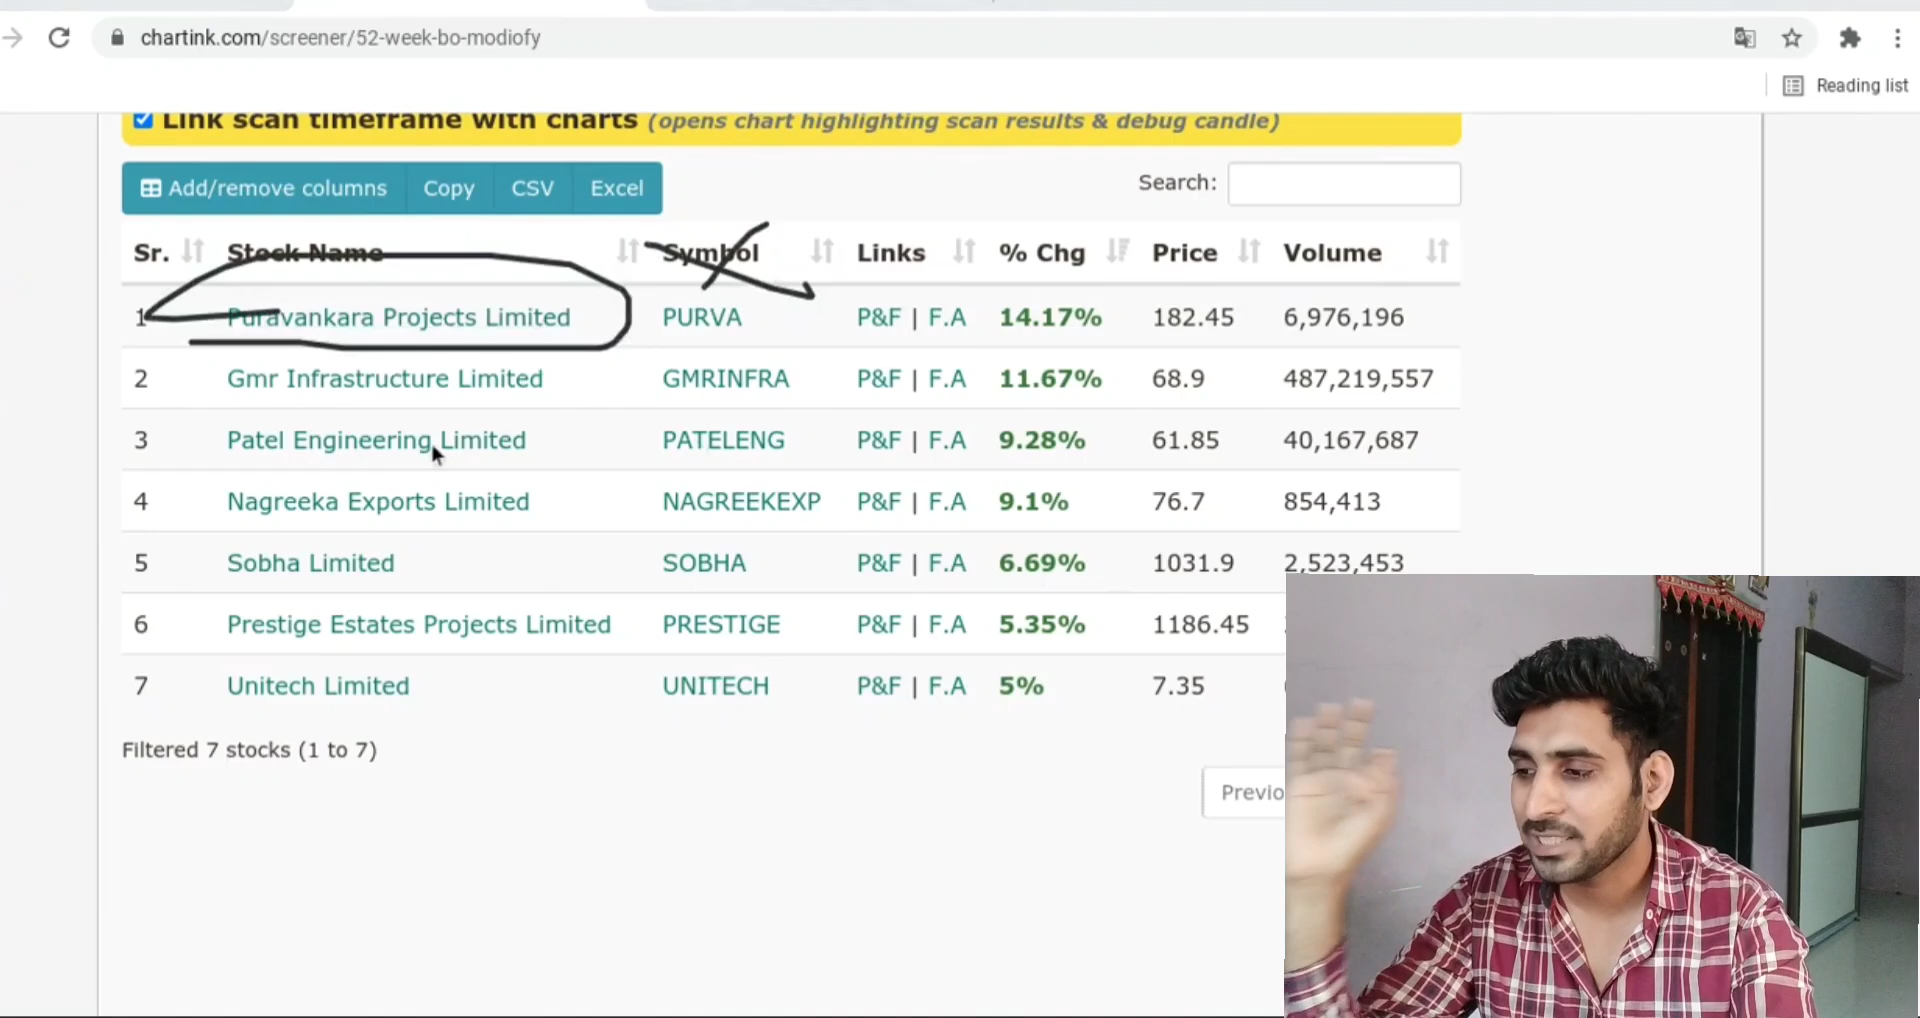 chartink.com/screener/52-week-bo-modiofy
Reading list
Link scan timeframe with charts (opens chart highlighting scan results & debug candle)
Add/remove columns Copy CSV Excel Search:
Sr. Stock Name Symbol Links % Chg Price Volume
1 Puravankara Projects Limited PURVA P&F | F.A 14.17% 182.45 6,976,196
2 Gmr Infrastructure Limited GMRINFRA P&F | F.A 11.67% 68.9 487,219,557
3 Patel Engineering Limited PATELENG P&F | F.A 9.28% 61.85 40,167,687
4 Nagreeka Exports Limited NAGREEKEXP P&F | F.A 9.1% 76.7 854,413
5 Sobha Limited SOBHA P&F | F.A 6.69% 1031.9 2,523,453
6 Prestige Estates Projects Limited PRESTIGE P&F | F.A 5.35% 1186.45
7 Unitech Limited UNITECH P&F | F.A 5% 7.35
Filtered 7 stocks (1 to 7)
Previo